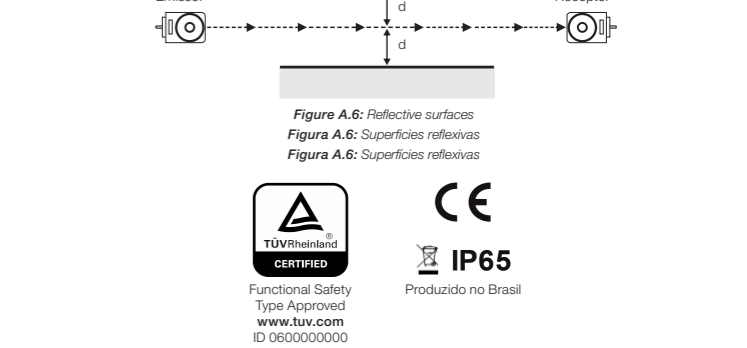 Emissor
Receptor
d
d
Figure A.6: Reflective surfaces
Figura A.6: Superficies reflexivas
Figura A.6: Superfícies reflexivas
TÜVRheinland
®
CERTIFIED
Functional Safety
Type Approved
www.tuv.com
ID 0600000000
CE
IP65
Produzido no Brasil